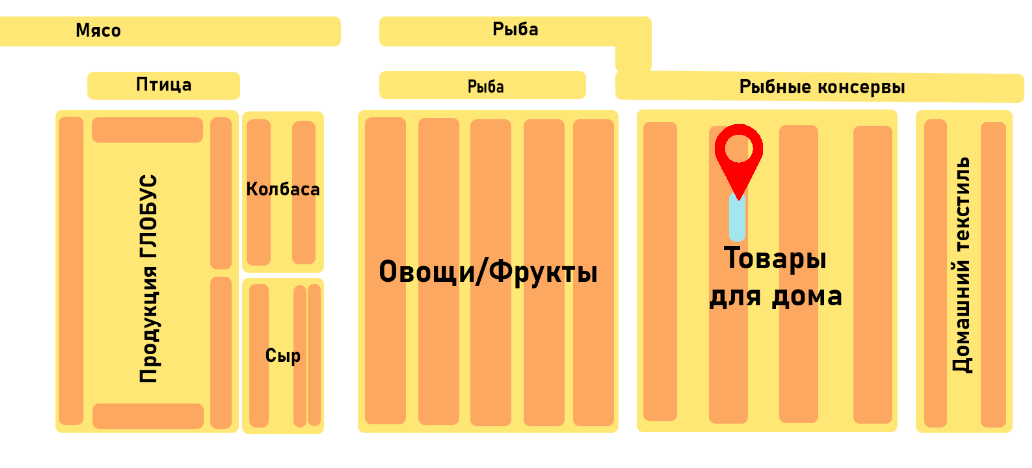 Мясо
Рыба
Птица
Рыба
Рыбные консервы
Продукция ГЛОБУС
Колбаса
Сыр
Овощи/Фрукты
Товары
для дома
Домашний текстиль